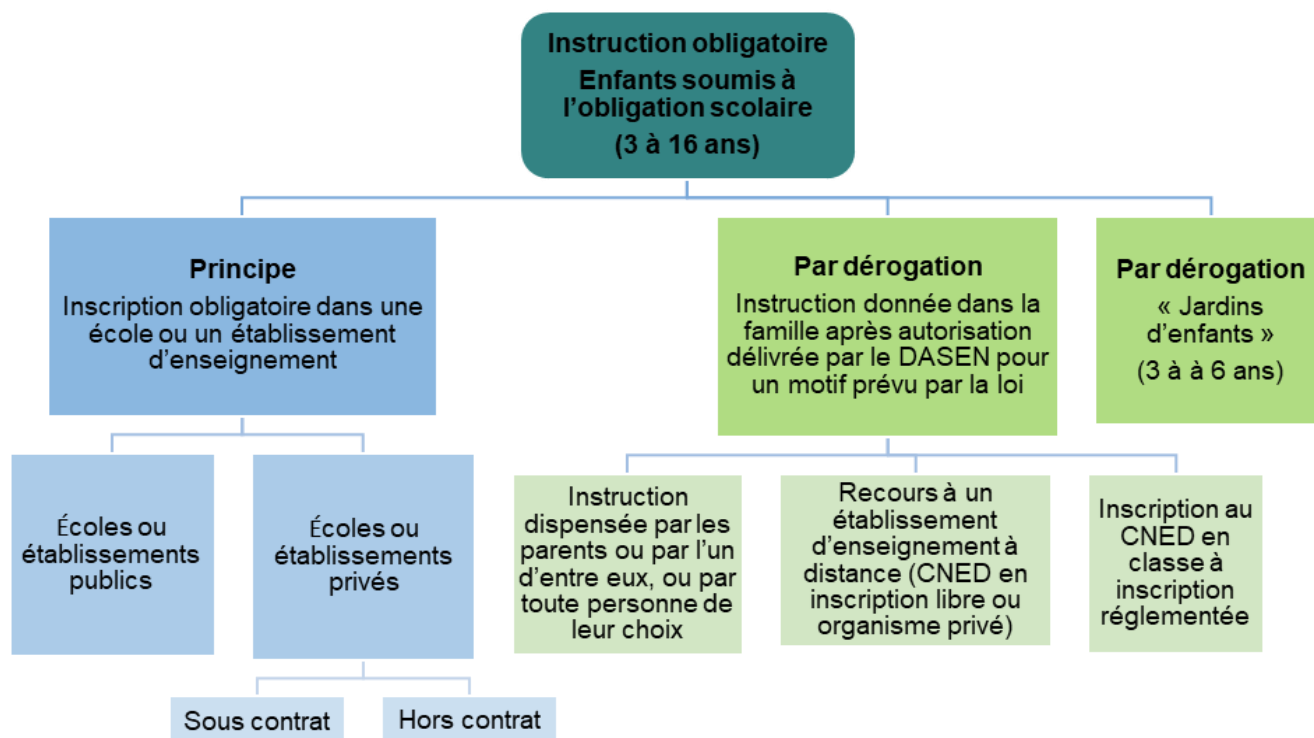 Instruction obligatoire
Enfants soumis à
l’obligation scolaire
(3 à 16 ans)
Principe
Inscription obligatoire dans une
école ou un établissement
d’enseignement
Par dérogation
Instruction donnée dans la
famille après autorisation
délivrée par le DASEN pour
un motif prévu par la loi
Par dérogation
« Jardins
d’enfants »
(3 à à 6 ans)
Écoles ou
établissements
publics
Écoles ou
établissements
privés
Instruction
dispensée par les
parents ou par l’un
d’entre eux, ou par
toute personne de
leur choix
Recours à un
établissement
d’enseignement à
distance (CNED en
inscription libre ou
organisme privé)
Inscription au
CNED en
classe à
inscription
réglementée
Sous contrat
Hors contrat